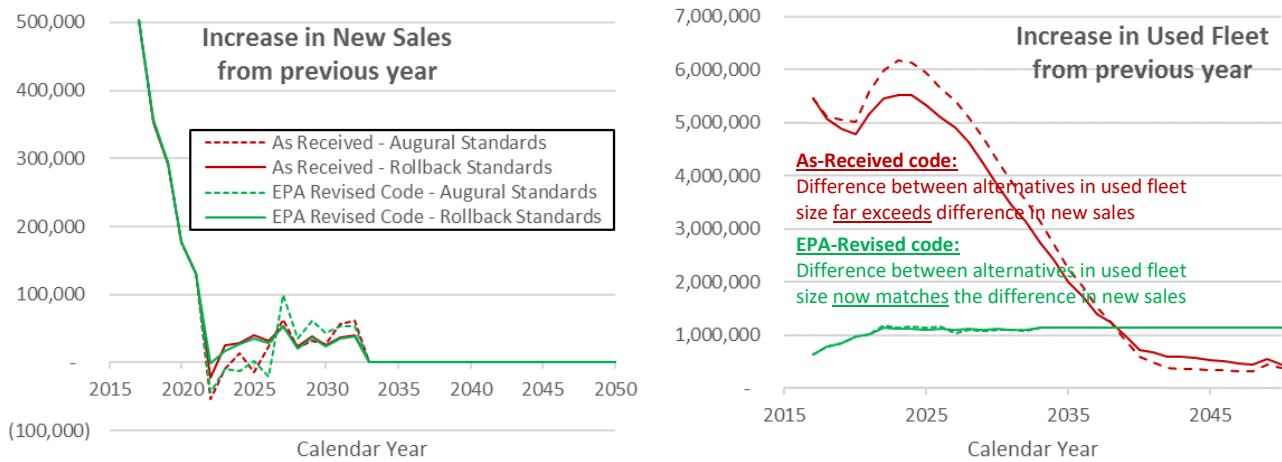 Increase in New Sales
from previous year
500,000
400,000
300,000
200,000
100,000
-
(100,000)
As Received - Augural Standards
As Received - Rollback Standards
EPA Revised Code - Augural Standards
EPA Revised Code - Rollback Standards
2015 2020 2025 2030 2035 2040 2045 2050
Calendar Year
Increase in Used Fleet
from previous year
7,000,000
6,000,000
5,000,000
4,000,000
3,000,000
2,000,000
1,000,000
-
As-Received code:
Difference between alternatives in used fleet
size far exceeds difference in new sales
EPA-Revised code:
Difference between alternatives in used fleet
size now matches the difference in new sales
2015 2025 2035 2045
Calendar Year